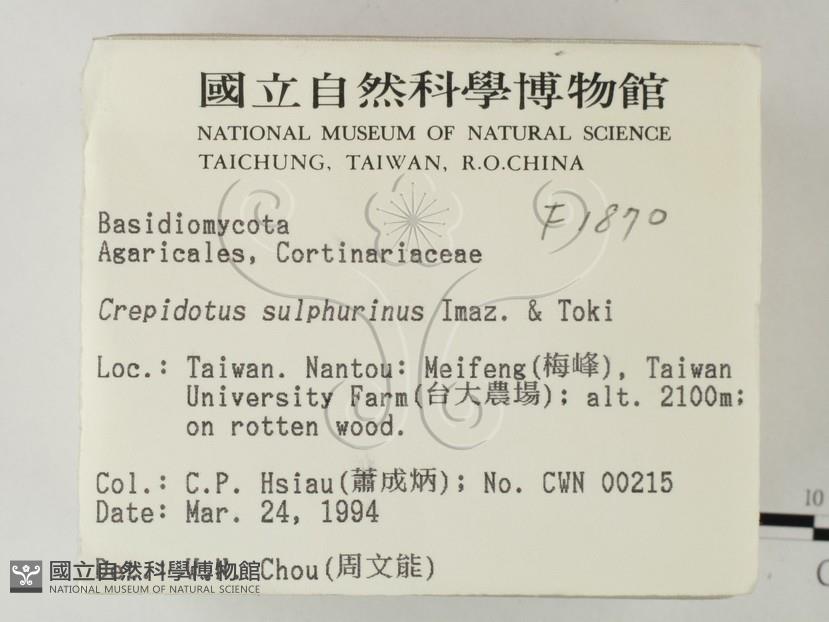 國立自然科學博物館
NATIONAL MUSEUM OF NATURAL SCIENCE
TAICHUNG, TAIWAN, R.O.CHINA
F1870
Basidiomycota
Agaricales, Cortinariaceae
Crepidotus sulphurinus Imaz. & Toki
Loc.: Taiwan. Nantou: Meifeng(梅峰), Taiwan
University Farm(台大農場); alt. 2100m;
on rotten wood.
Col.: C.P. Hsiau(蕭成炳); No. CWN 00215
Date: Mar. 24, 1994
Chou(周文能)
國立自然科學博物館
NATIONAL MUSEUM OF NATURAL SCIENCE
10